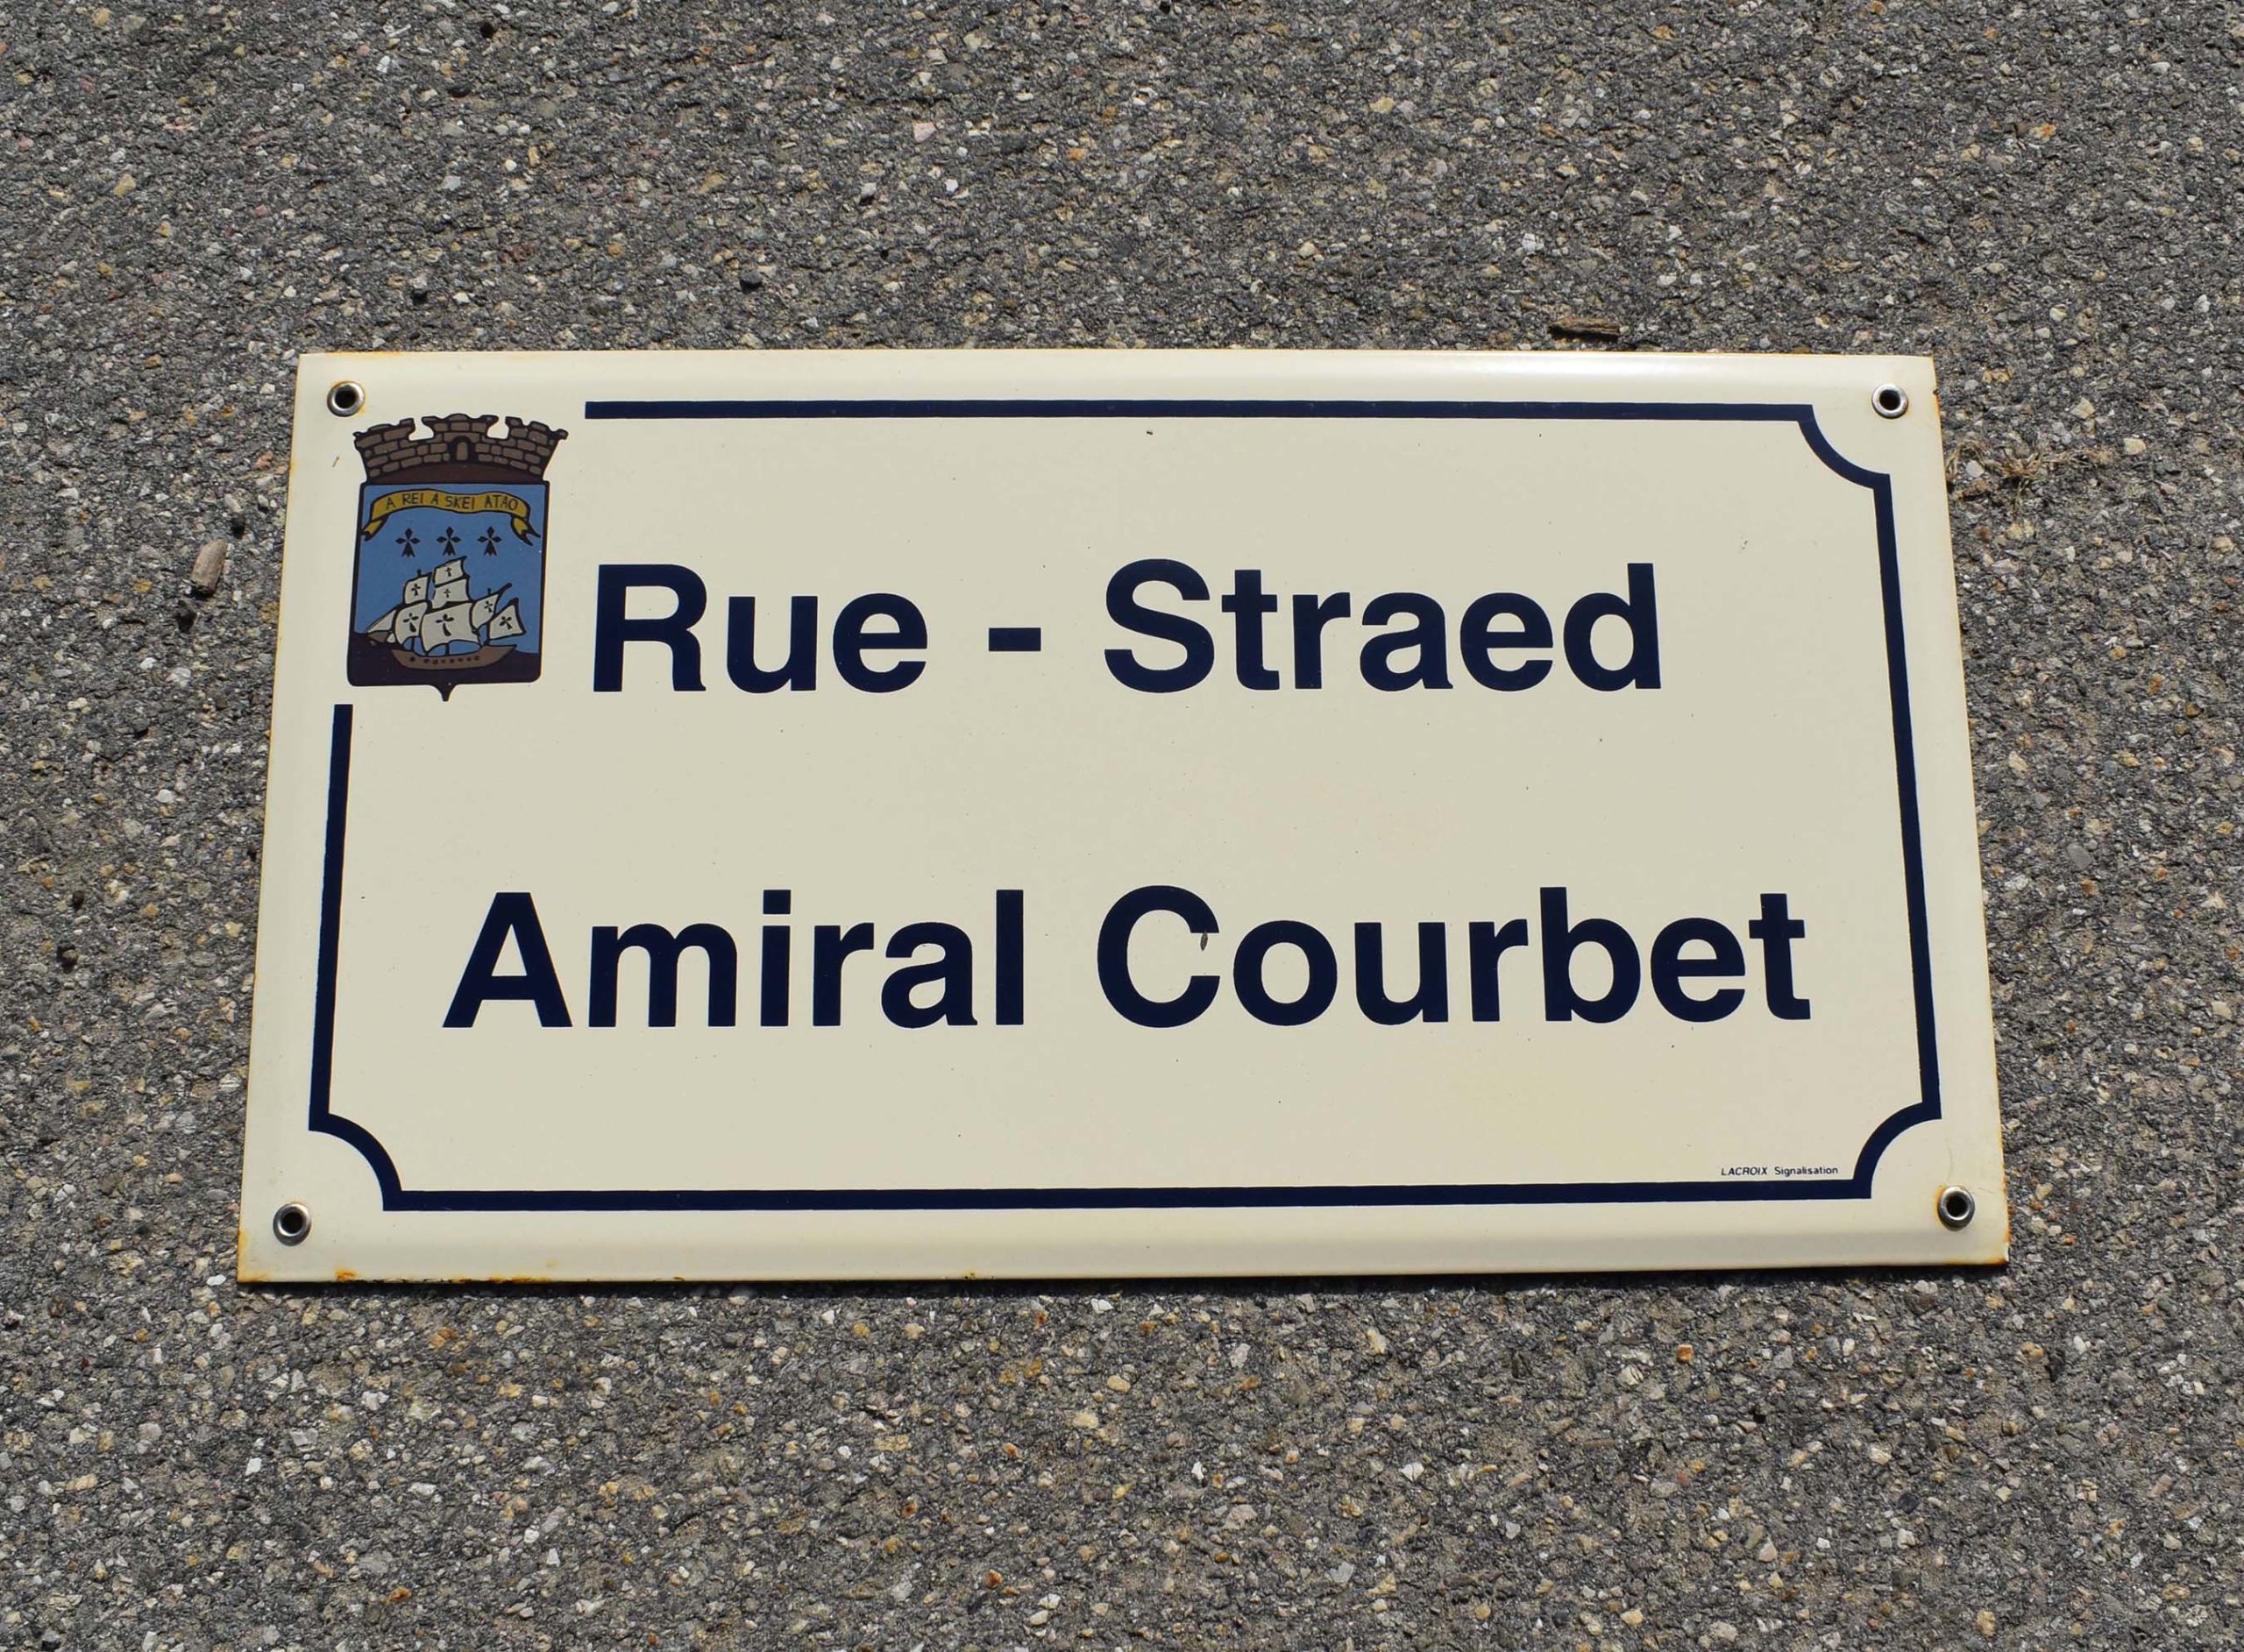 A REI A SKEI ATAO
Rue - Straed
Amiral Courbet
LACROIX Signalisation